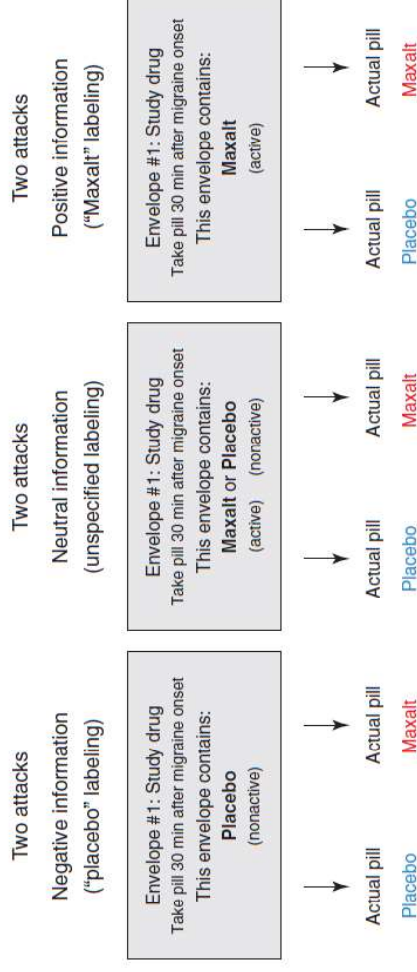 Two attacks
Negative information
("placebo" labeling)
Envelope #1: Study drug
Take pill 30 min after migraine onset
This envelope contains:
Placebo
(nonactive)
Actual pill
Placebo
Actual pill
Maxalt
Two attacks
Neutral information
(unspecified labeling)
Envelope #1: Study drug
Take pill 30 min after migraine onset
This envelope contains:
Maxalt or Placebo
(active) (nonactive)
Actual pill
Placebo
Actual pill
Maxalt
Two attacks
Positive information
("Maxalt" labeling)
Envelope #1: Study drug
Take pill 30 min after migraine onset
This envelope contains:
Maxalt
(active)
Actual pill
Placebo
Actual pill
Maxalt